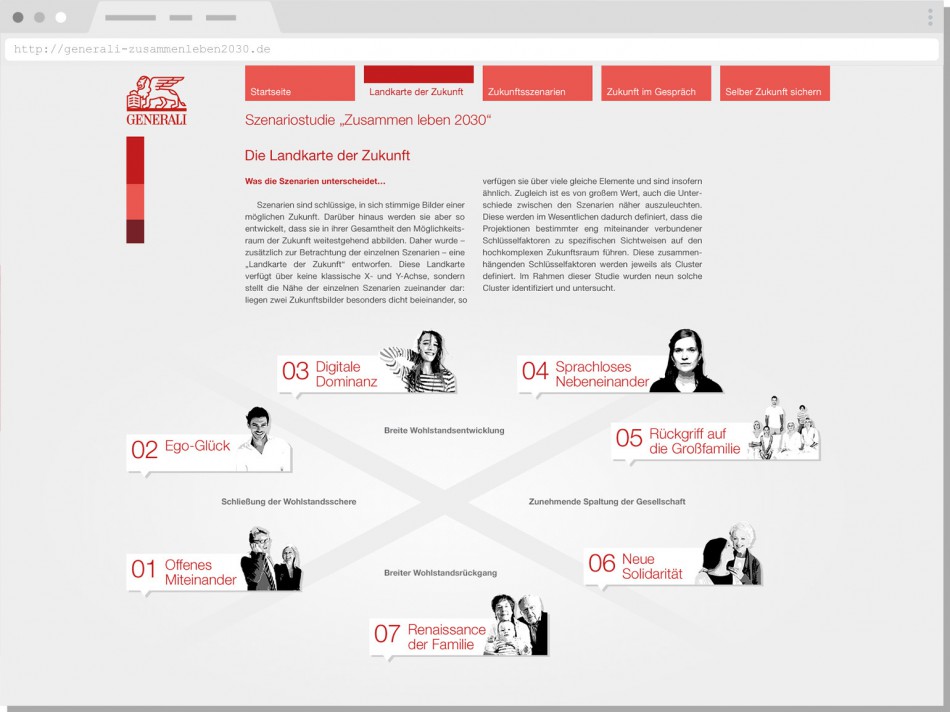 http://generali-zusammenleben2030.de
GENERALI
Startseite
Landkarte der Zukunft
Zukunftsszenarien
Zukunft im Gespräch
Selber Zukunft sichern
Szenariostudie „Zusammen leben 2030“
Die Landkarte der Zukunft
Was die Szenarien unterscheidet...
Szenarien sind schlüssige, in sich stimmige Bilder einer
möglichen Zukunft. Darüber hinaus werden sie aber so
entwickelt, dass sie in ihrer Gesamtheit den Möglichkeits-
raum der Zukunft weitestgehend abbilden. Daher wurde –
zusätzlich zur Betrachtung der einzelnen Szenarien – eine
„Landkarte der Zukunft“ entworfen. Diese Landkarte
verfügt über keine klassische X- und Y-Achse, sondern
stellt die Nähe der einzelnen Szenarien zueinander dar:
liegen zwei Zukunftsbilder besonders dicht beieinander, so
verfügen sie über viele gleiche Elemente und sind insofern
ähnlich. Zugleich ist es von großem Wert, auch die Unter-
schiede zwischen den Szenarien näher auszuleuchten.
Diese werden im Wesentlichen dadurch definiert, dass die
Projektionen bestimmter eng miteinander verbundener
Schlüsselfaktoren zu spezifischen Sichtweisen auf den
hochkomplexen Zukunftsraum führen. Diese zusammen-
hängenden Schlüsselfaktoren werden jeweils als Cluster
definiert. Im Rahmen dieser Studie wurden neun solche
Cluster identifiziert und untersucht.
03 Digitale
Dominanz
04 Sprachloses
Nebeneinander
02 Ego-Glück
Breite Wohlstandsentwicklung
05 Rückgriff auf
die Großfamilie
Schließung der Wohlstandsschere
Zunehmende Spaltung der Gesellschaft
01 Offenes
Miteinander
Breiter Wohlstandsrückgang
06 Neue
Solidarität
07 Renaissance
der Familie